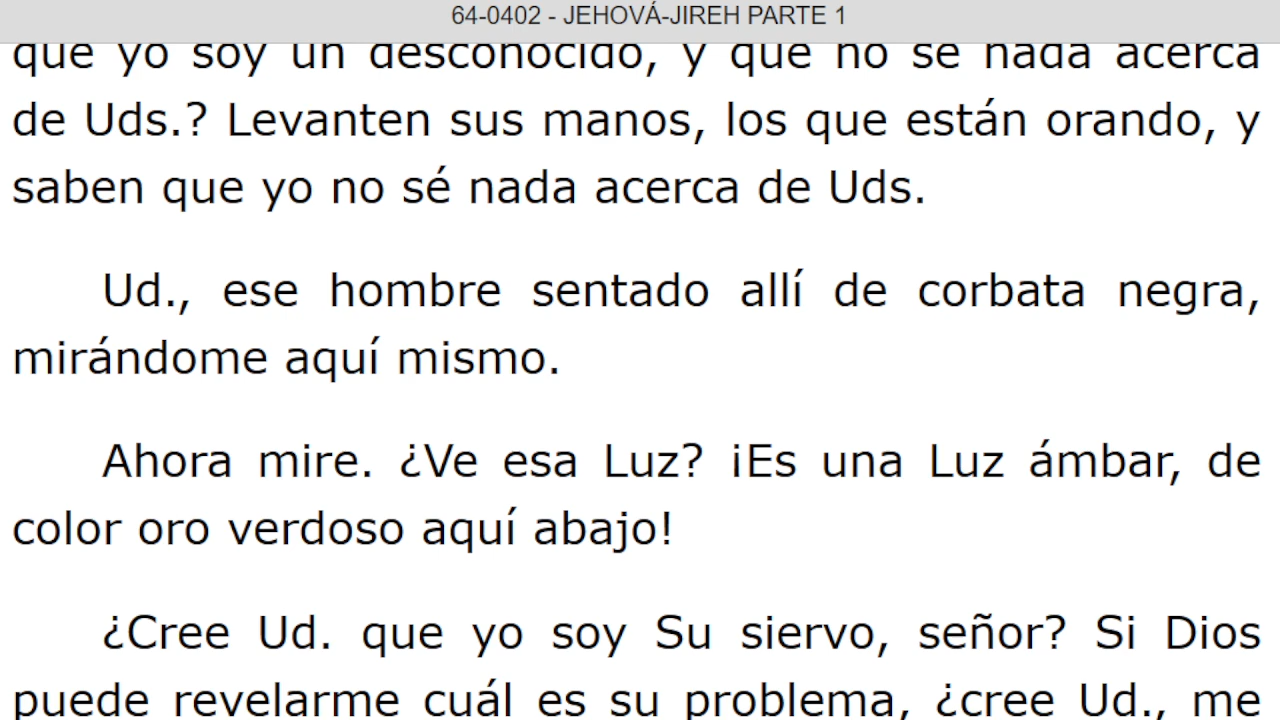 64-0402 - JEHOVÁ-JIREH PARTE 1
que yo soy un desconocido, y que no sé nada acerca
de Uds.? Levanten sus manos, los que están orando, y
saben que yo no sé nada acerca de Uds.
Ud., ese hombre sentado allí de corbata negra,
mirándome aquí mismo.
Ahora mire. ¿Ve esa Luz? ¡Es una Luz ámbar, de
color oro verdoso aquí abajo!
¿Cree Ud. que yo soy Su siervo, señor? Si Dios
puede revelarme cuál es su problema, ¿cree Ud., me